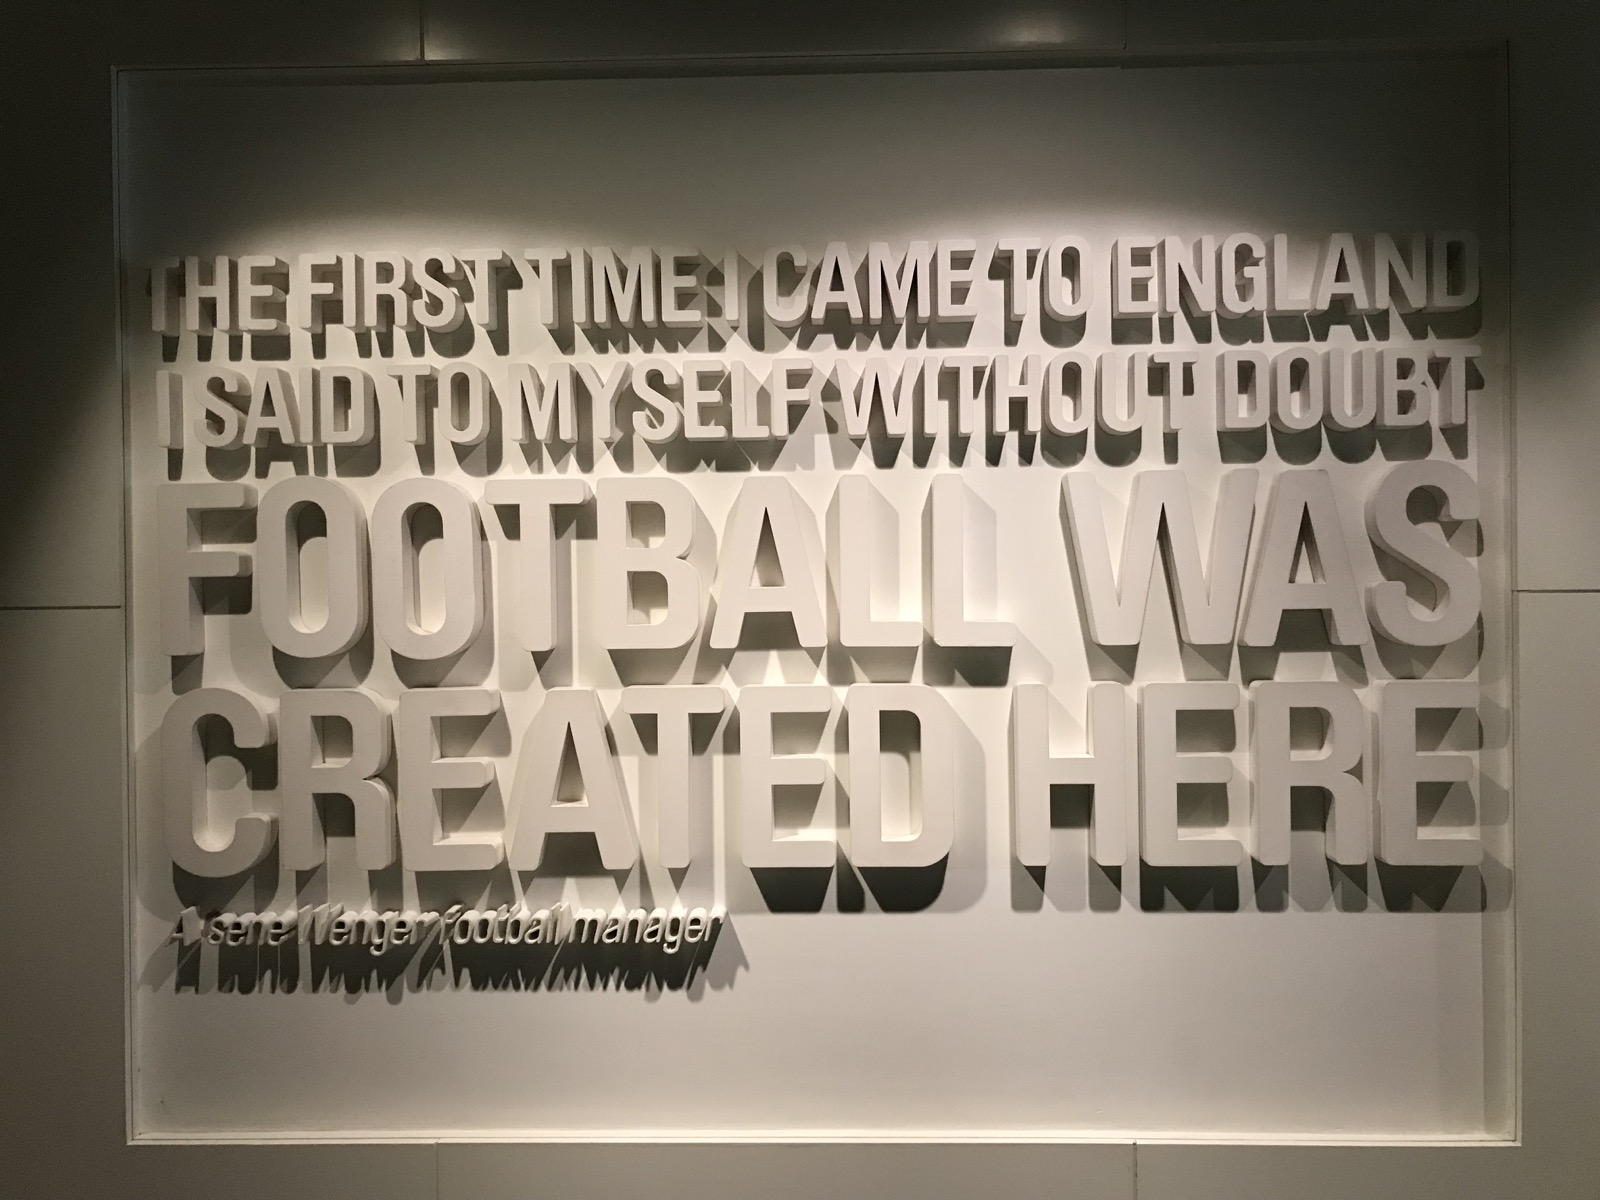 THE FIRST TIME I CAME TO ENGLAND
I SAID TO MYSELF WITHOUT DOUBT
FOOTBALL WAS
CREATED HERE
Arsene Wenger football manager